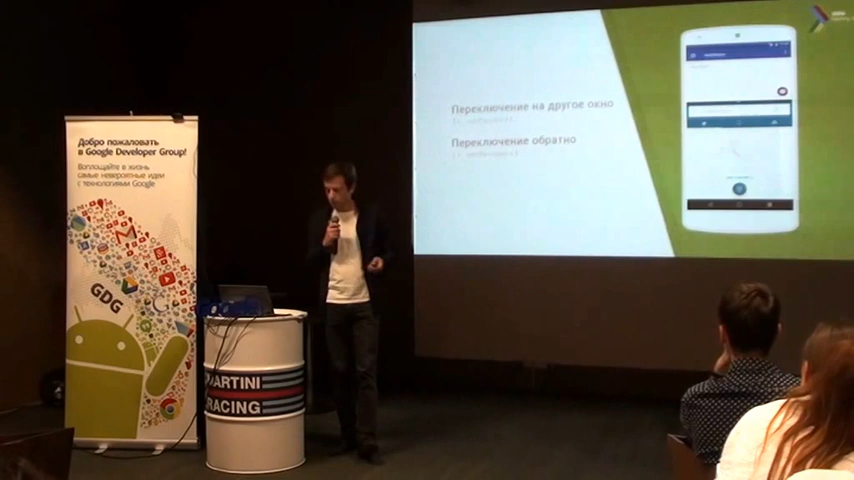 Добро пожаловать
в Google Developer Group!
Воплощайте в жизнь
самые невероятные идеи
с технологиями Google
GDG
MARTINI
RACING
Переключение на другое окно
Переключение обратно